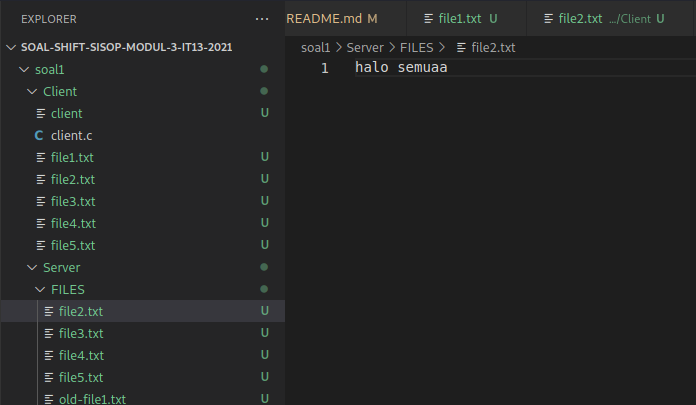 EXPLORER ...
SOAL-SHIFT-SISOP-MODUL-3-IT13-2021
soal1
Client
client U
C client.c
file1.txt U
file2.txt U
file3.txt U
file4.txt U
file5.txt U
Server
FILES
file2.txt U
file3.txt U
file4.txt U
file5.txt U
old-file1.txt U
README.md M file1.txt U file2.txt .../Client U
soal1 > Server > FILES > file2.txt
1 halo semuaa